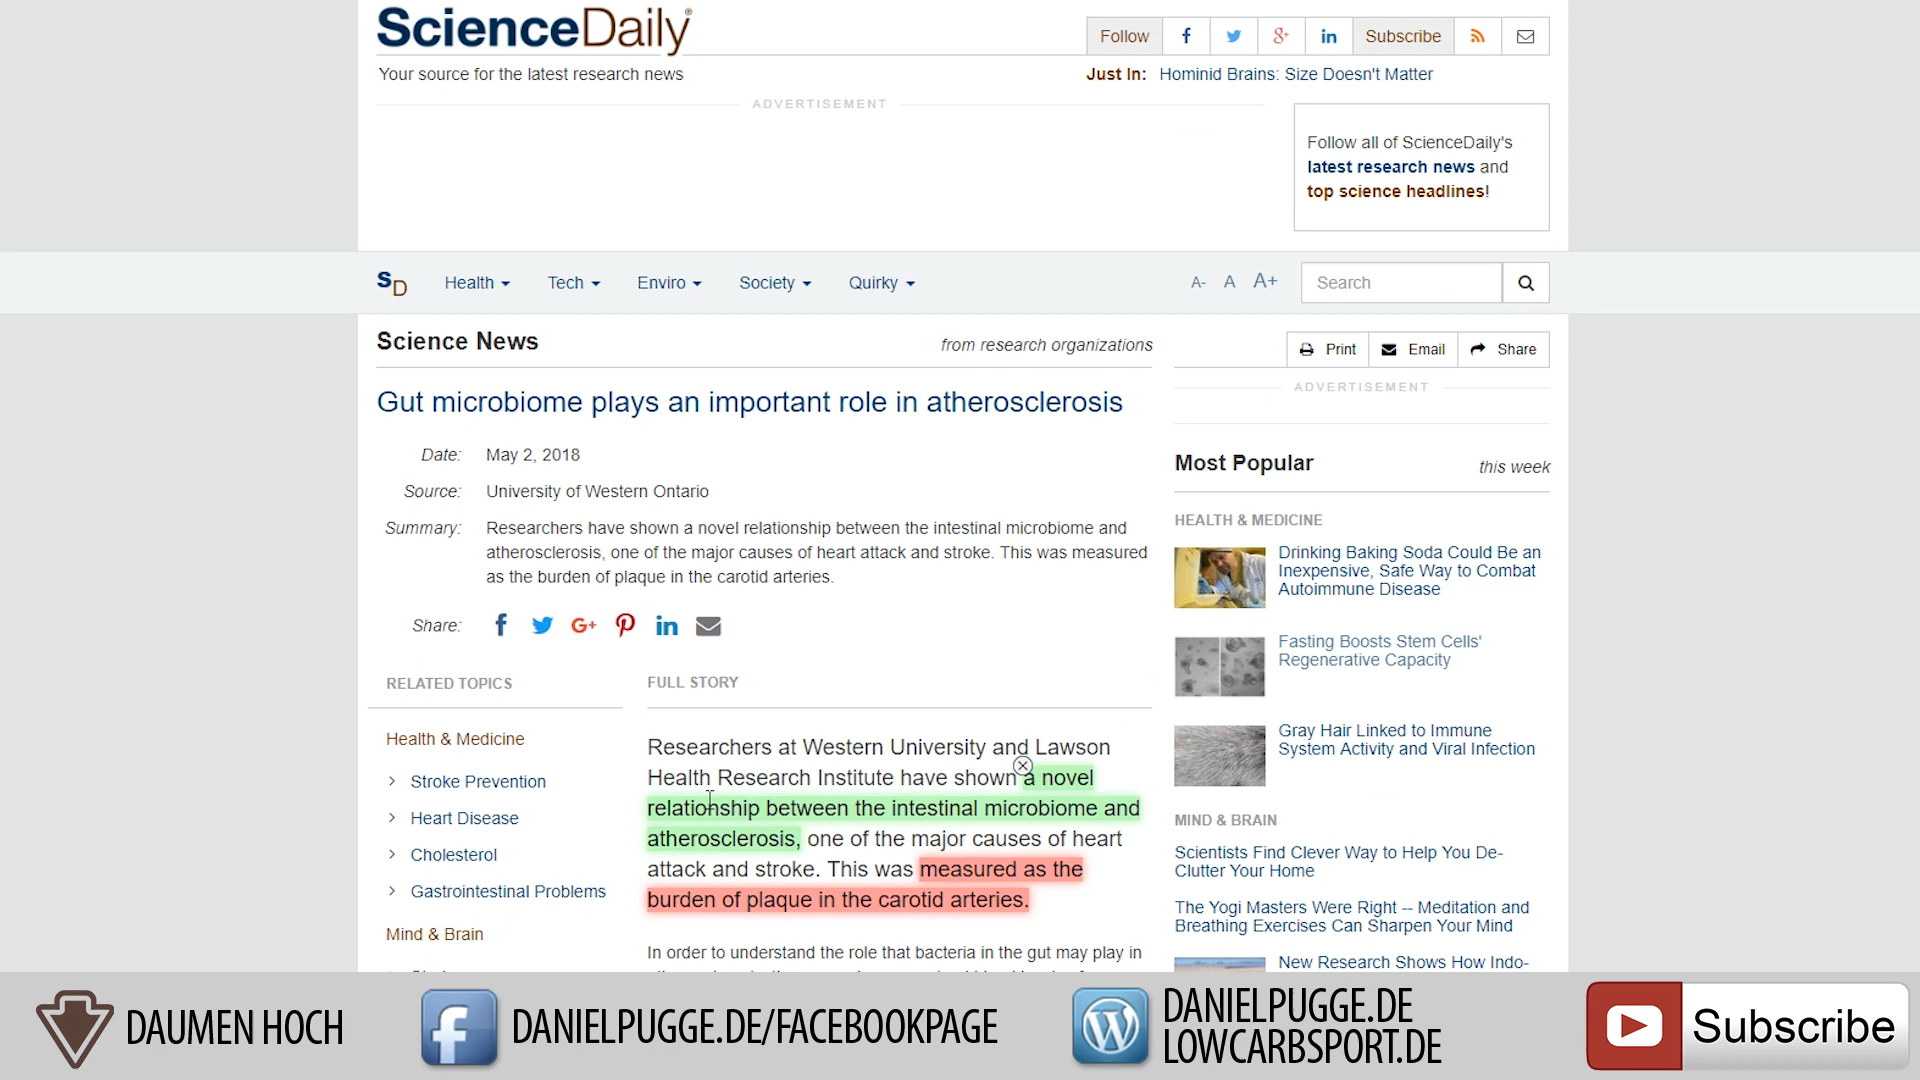 ScienceDaily®
Follow
Subscribe
Your source for the latest research news
Just In: Hominid Brains: Size Doesn't Matter
ADVERTISEMENT
Follow all of ScienceDaily's
latest research news and
top science headlines!
SD
Health
Tech
Enviro
Society
Quirky
A- A A+
Search
Science News
from research organizations
Print
Email
Share
ADVERTISEMENT
Gut microbiome plays an important role in atherosclerosis
Date: May 2, 2018
Source: University of Western Ontario
Summary: Researchers have shown a novel relationship between the intestinal microbiome and
atherosclerosis, one of the major causes of heart attack and stroke. This was measured
as the burden of plaque in the carotid arteries.
Share:
RELATED TOPICS
Health & Medicine
Stroke Prevention
Heart Disease
Cholesterol
Gastrointestinal Problems
Mind & Brain
FULL STORY
Researchers at Western University and Lawson
Health Research Institute have shown a novel
relationship between the intestinal microbiome and
atherosclerosis, one of the major causes of heart
attack and stroke. This was measured as the
burden of plaque in the carotid arteries.
In order to understand the role that bacteria in the gut may play in
Most Popular
this week
HEALTH & MEDICINE
Drinking Baking Soda Could Be an
Inexpensive, Safe Way to Combat
Autoimmune Disease
Fasting Boosts Stem Cells'
Regenerative Capacity
Gray Hair Linked to Immune
System Activity and Viral Infection
MIND & BRAIN
Scientists Find Clever Way to Help You De-
Clutter Your Home
The Yogi Masters Were Right -- Meditation and
Breathing Exercises Can Sharpen Your Mind
New Research Shows How Indo-
DAUMEN HOCH
DANIELPUGGE.DE/FACEBOOKPAGE
DANIELPUGGE.DE
LOWCARBSPORT.DE
Subscribe